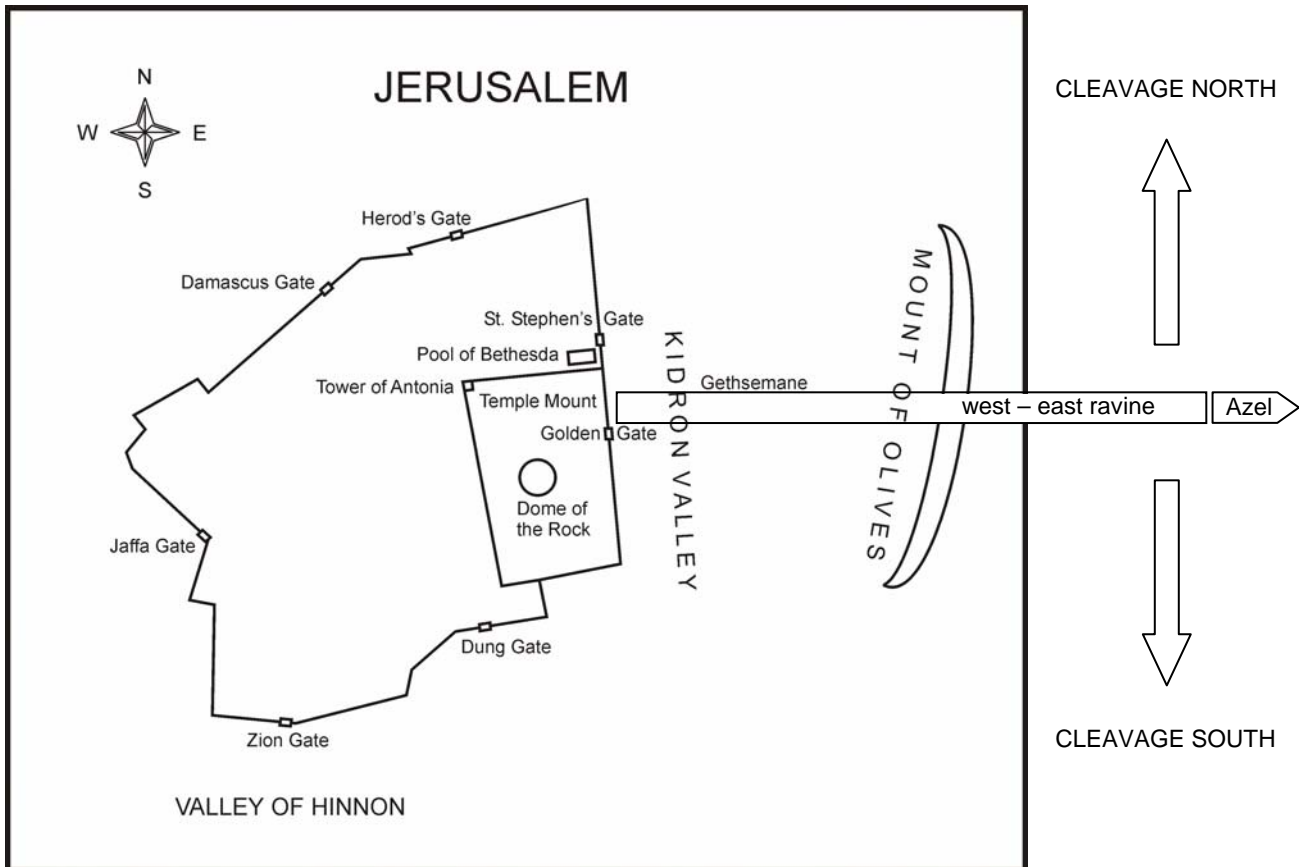 JERUSALEM
N
W E
S
CLEAVAGE NORTH
Herod's Gate
Damascus Gate
St. Stephen's Gate
Pool of Bethesda
Tower of Antonia
Temple Mount
Golden Gate
Dome of
the Rock
KIDRON VALLEY
Gethsemane
MOUNT OF OLIVES
west – east ravine
Azel
Jaffa Gate
Dung Gate
Zion Gate
CLEAVAGE SOUTH
VALLEY OF HINNON